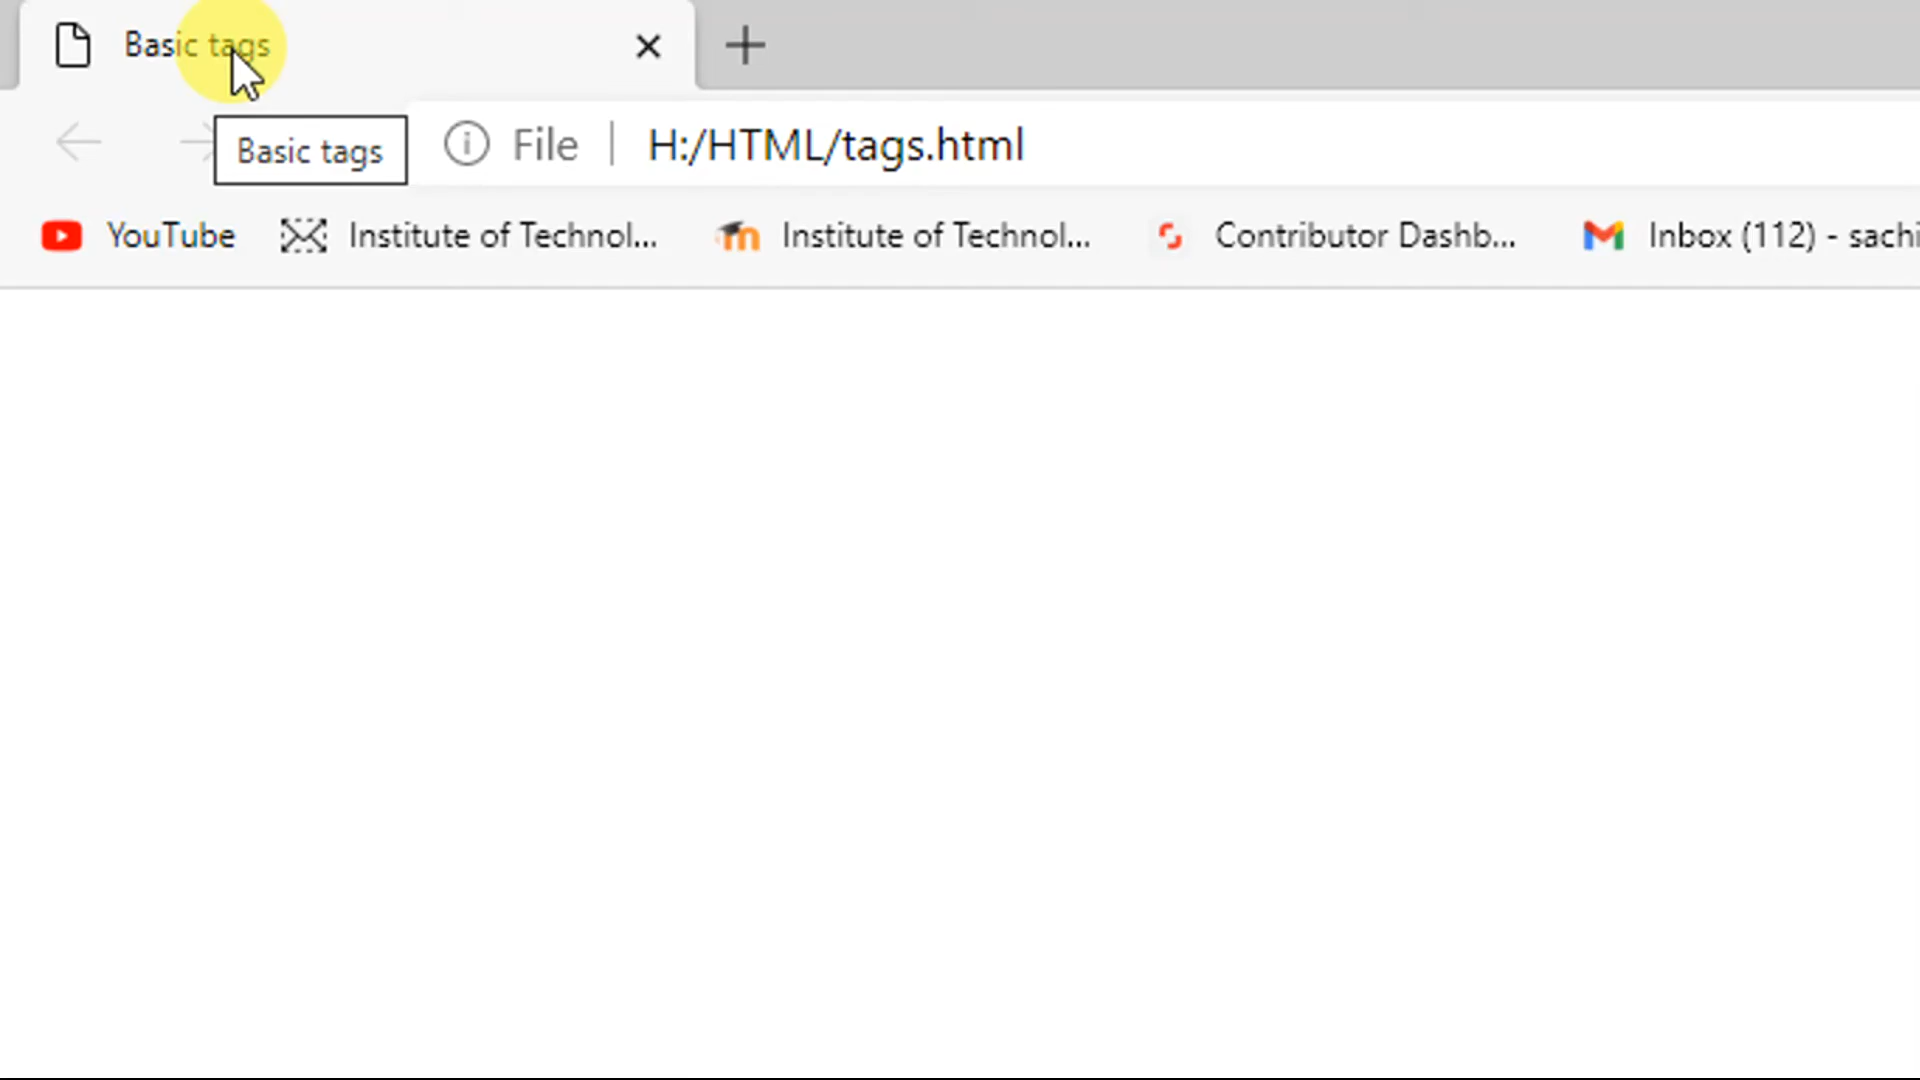 Basic tags
Basic tags
File | H:/HTML/tags.html
YouTube Institute of Technol... Institute of Technol... Contributor Dashb... Inbox (112) - sachi